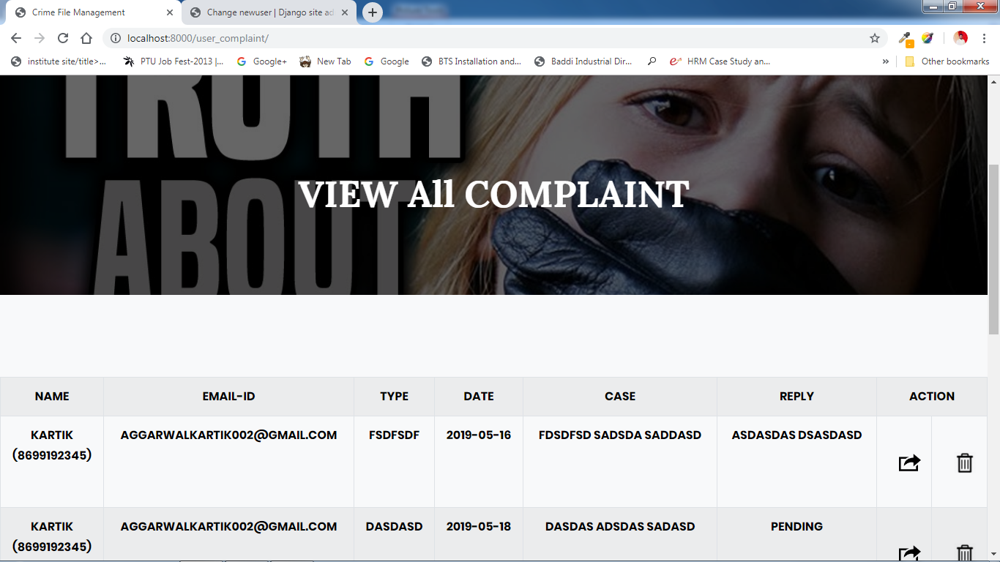 Crime File Management
Change newuser | Django site ad
localhost:8000/user_complaint/
institute site/title>... PTU Job Fest-2013 |... Google+ New Tab Google BTS Installation and... Baddi Industrial Dir... HRM Case Study an... » Other bookmarks
TRUTH
ABOUT
VIEW All COMPLAINT
NAME EMAIL-ID TYPE DATE CASE REPLY ACTION
KARTIK AGGARWALKARTIK002@GMAIL.COM FSDFSDF 2019-05-16 FDSDFSD SADSDA SADDASD ASDASDAS DSASDASD
(8699192345)
KARTIK AGGARWALKARTIK002@GMAIL.COM DASDASD 2019-05-18 DASDAS ADSDAS SADASD PENDING
(8699192345)